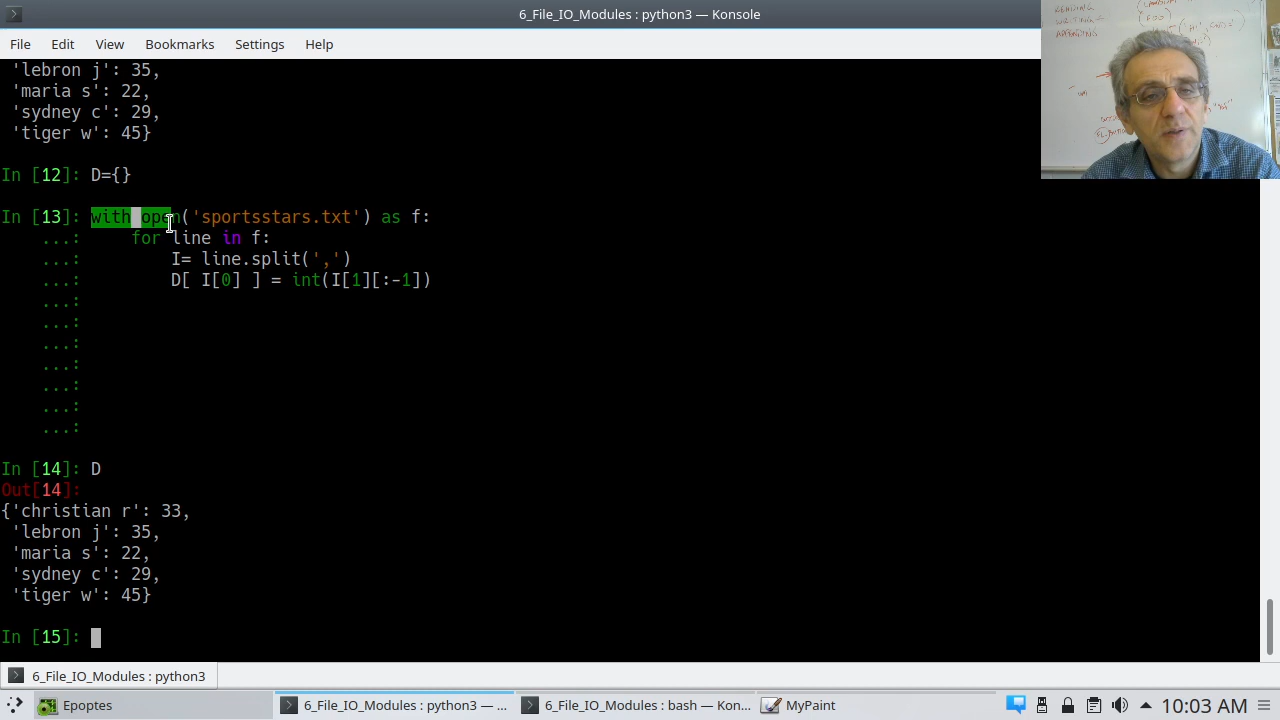 6_File_IO_Modules : python3 — Konsole
File Edit View Bookmarks Settings Help
'lebron j': 35,
'maria s': 22,
'sydney c': 29,
'tiger w': 45}
In [12]: D={}
In [13]: with open('sportsstars.txt') as f:
...: for line in f:
...: I= line.split(',')
...: D[ I[0] ] = int(I[1][:-1])
...:
...:
...:
...:
...:
...:
...:
In [14]: D
Out[14]:
{'christian r': 33,
'lebron j': 35,
'maria s': 22,
'sydney c': 29,
'tiger w': 45}
In [15]:
6_File_IO_Modules : python3
Epoptes 6_File_IO_Modules : python3 — ... 6_File_IO_Modules : bash — Kon... MyPaint 10:03 AM
READING
WRITING +
APPENDING